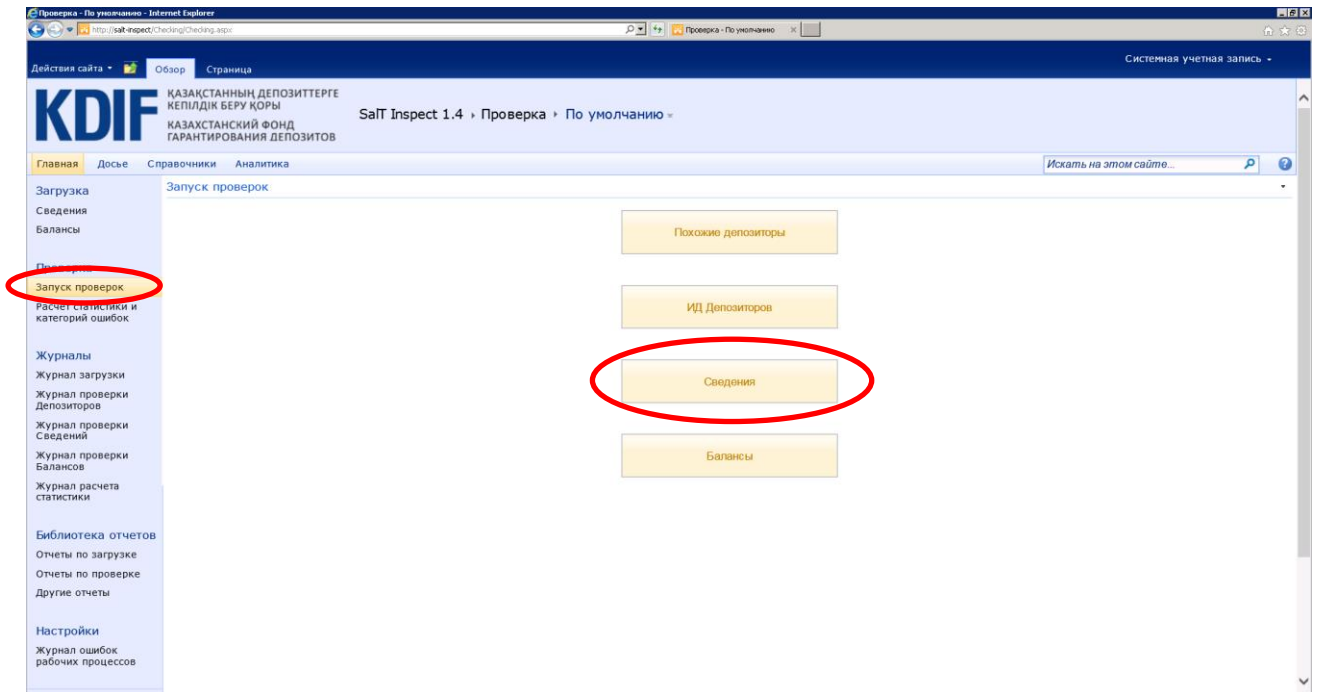 Проверка - По умолчанию - Internet Explorer
http://salt-inspect/Checking/Checking.aspx
Проверка - По умолчанию
Действия сайта
Обзор
Страница
Системная учетная запись
KDIF
ҚАЗАҚСТАННЫҢ ДЕПОЗИТТЕРГЕ
КЕПІЛДІК БЕРУ ҚОРЫ
КАЗАХСТАНСКИЙ ФОНД
ГАРАНТИРОВАНИЯ ДЕПОЗИТОВ
SaIT Inspect 1.4 › Проверка › По умолчанию
Главная
Досье
Справочники
Аналитика
Искать на этом сайте...
Загрузка
Сведения
Балансы
Проверка
Запуск проверок
Расчет статистики и
категорий ошибок
Журналы
Журнал загрузки
Журнал проверки
Депозиторов
Журнал проверки
Сведений
Журнал проверки
Балансов
Журнал расчета
статистики
Библиотека отчетов
Отчеты по загрузке
Отчеты по проверке
Другие отчеты
Настройки
Журнал ошибок
рабочих процессов
Запуск проверок
Похожие депозиторы
ИД Депозиторов
Сведения
Балансы